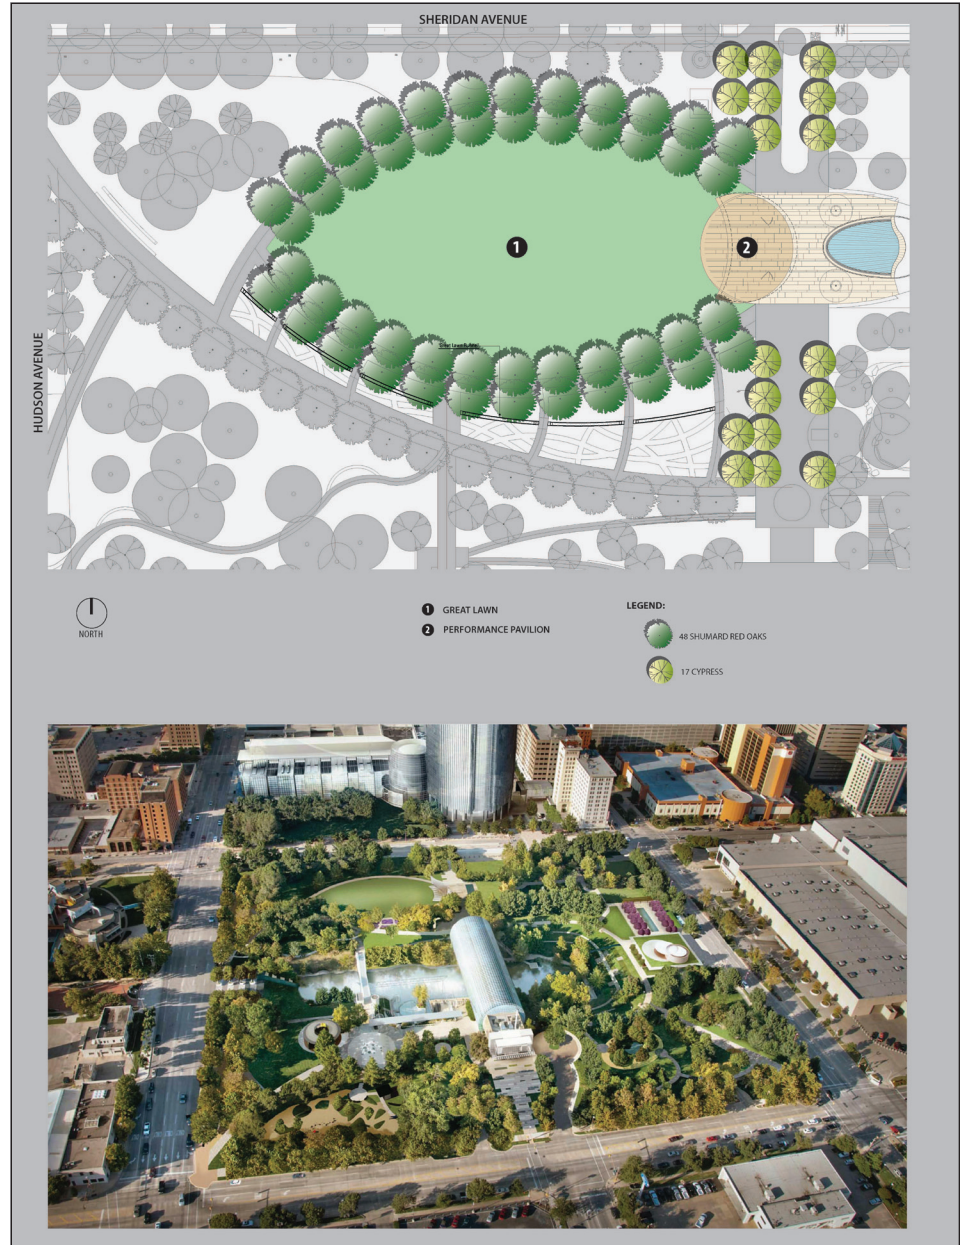 SHERIDAN AVENUE
HUDSON AVENUE
1
2
NORTH
1 GREAT LAWN
2 PERFORMANCE PAVILION
LEGEND:
48 SHUMARD RED OAKS
17 CYPRESS